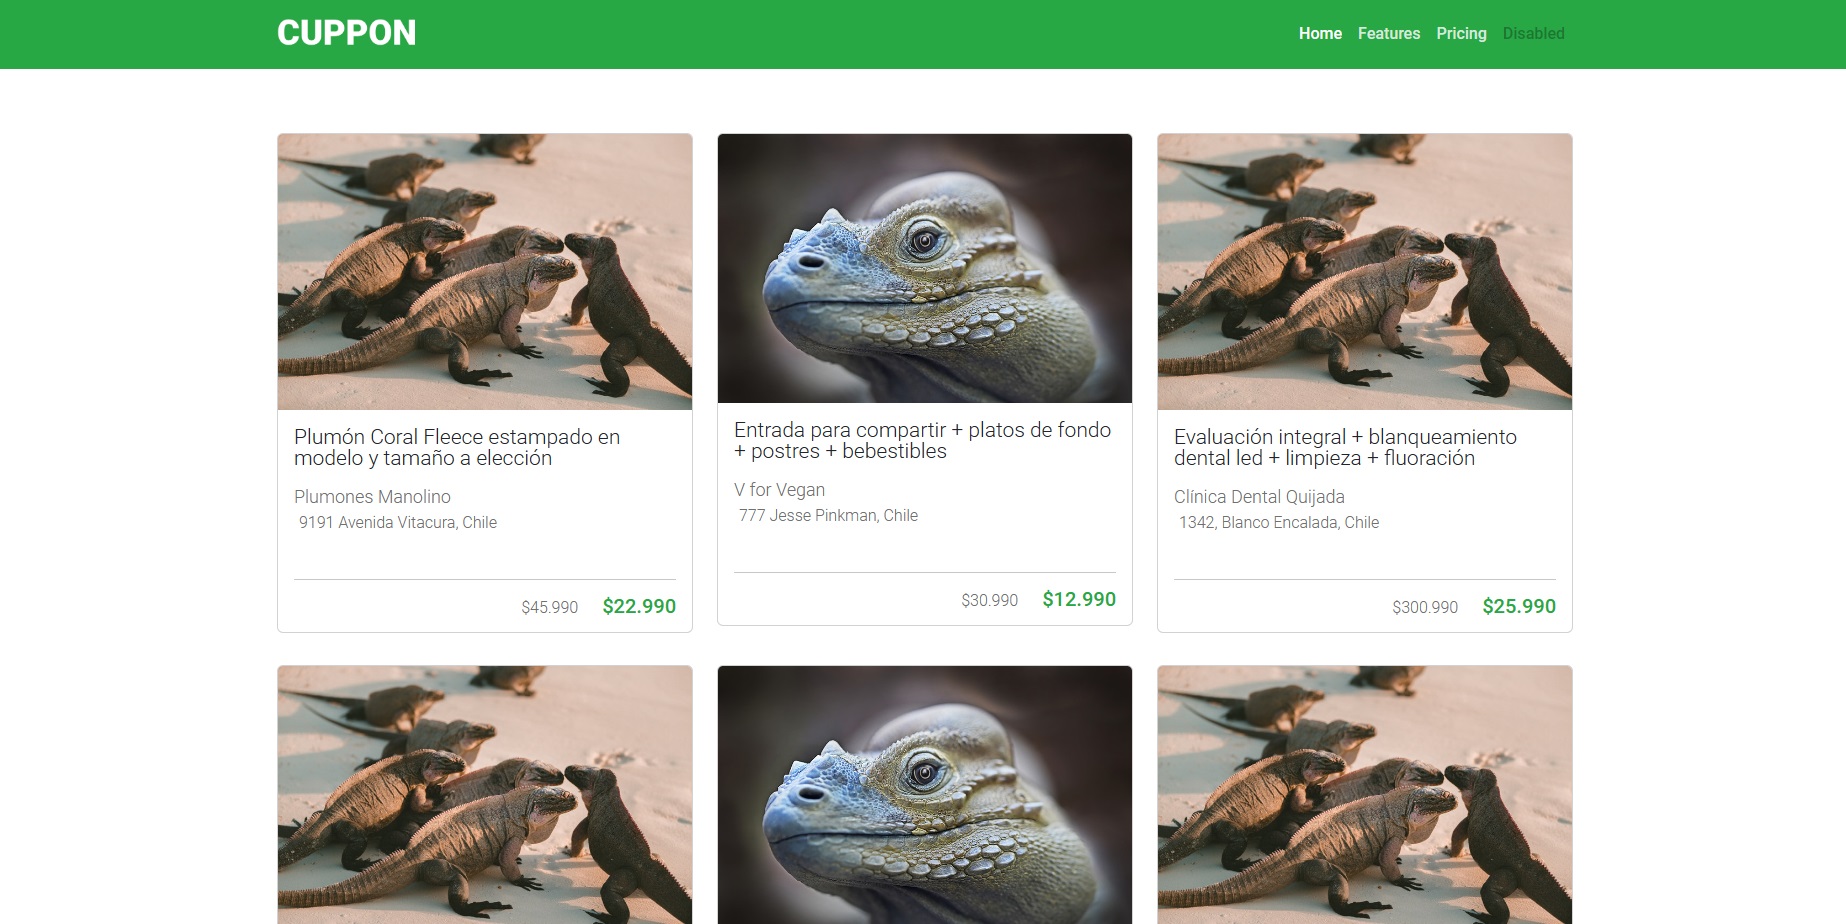 CUPPON
Home Features Pricing Disabled
Plumón Coral Fleece estampado en
modelo y tamaño a elección
Plumones Manolino
9191 Avenida Vitacura, Chile
$45.990 $22.990
Entrada para compartir + platos de fondo
+ postres + bebestibles
V for Vegan
777 Jesse Pinkman, Chile
$30.990 $12.990
Evaluación integral + blanqueamiento
dental led + limpieza + fluoración
Clínica Dental Quijada
1342, Blanco Encalada, Chile
$300.990 $25.990